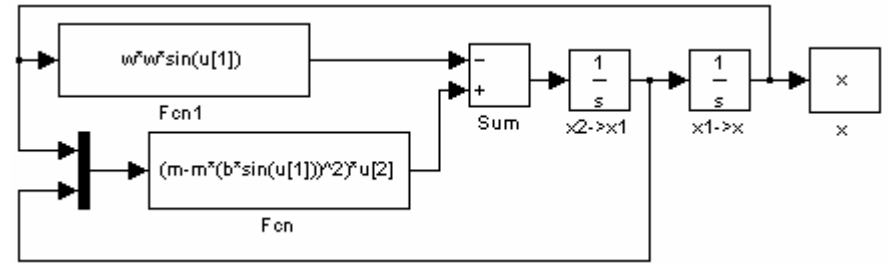 w*w*sin(u[1])
Fcn1
(m-m*(b*sin(u[1]))^2)*u[2]
Fcn
−
+
Sum
1
s
x2->x1
1
s
x1->x
x
x